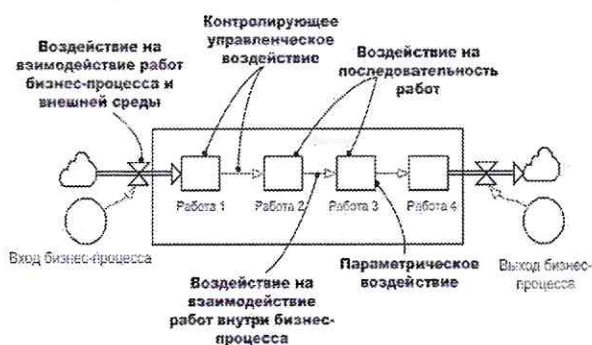 Контролирующее
управленческое
воздействие
Воздействие на
взаимодействие работ
бизнес-процесса и
внешней среды
Воздействие на
последовательность
работ
Работа 1
Работа 2
Работа 3
Работа 4
Вход бизнес-процесса
Выход бизнес-
процесса
Параметрическое
воздействие
Воздействие на
взаимодействие
работ внутри бизнес-
процесса